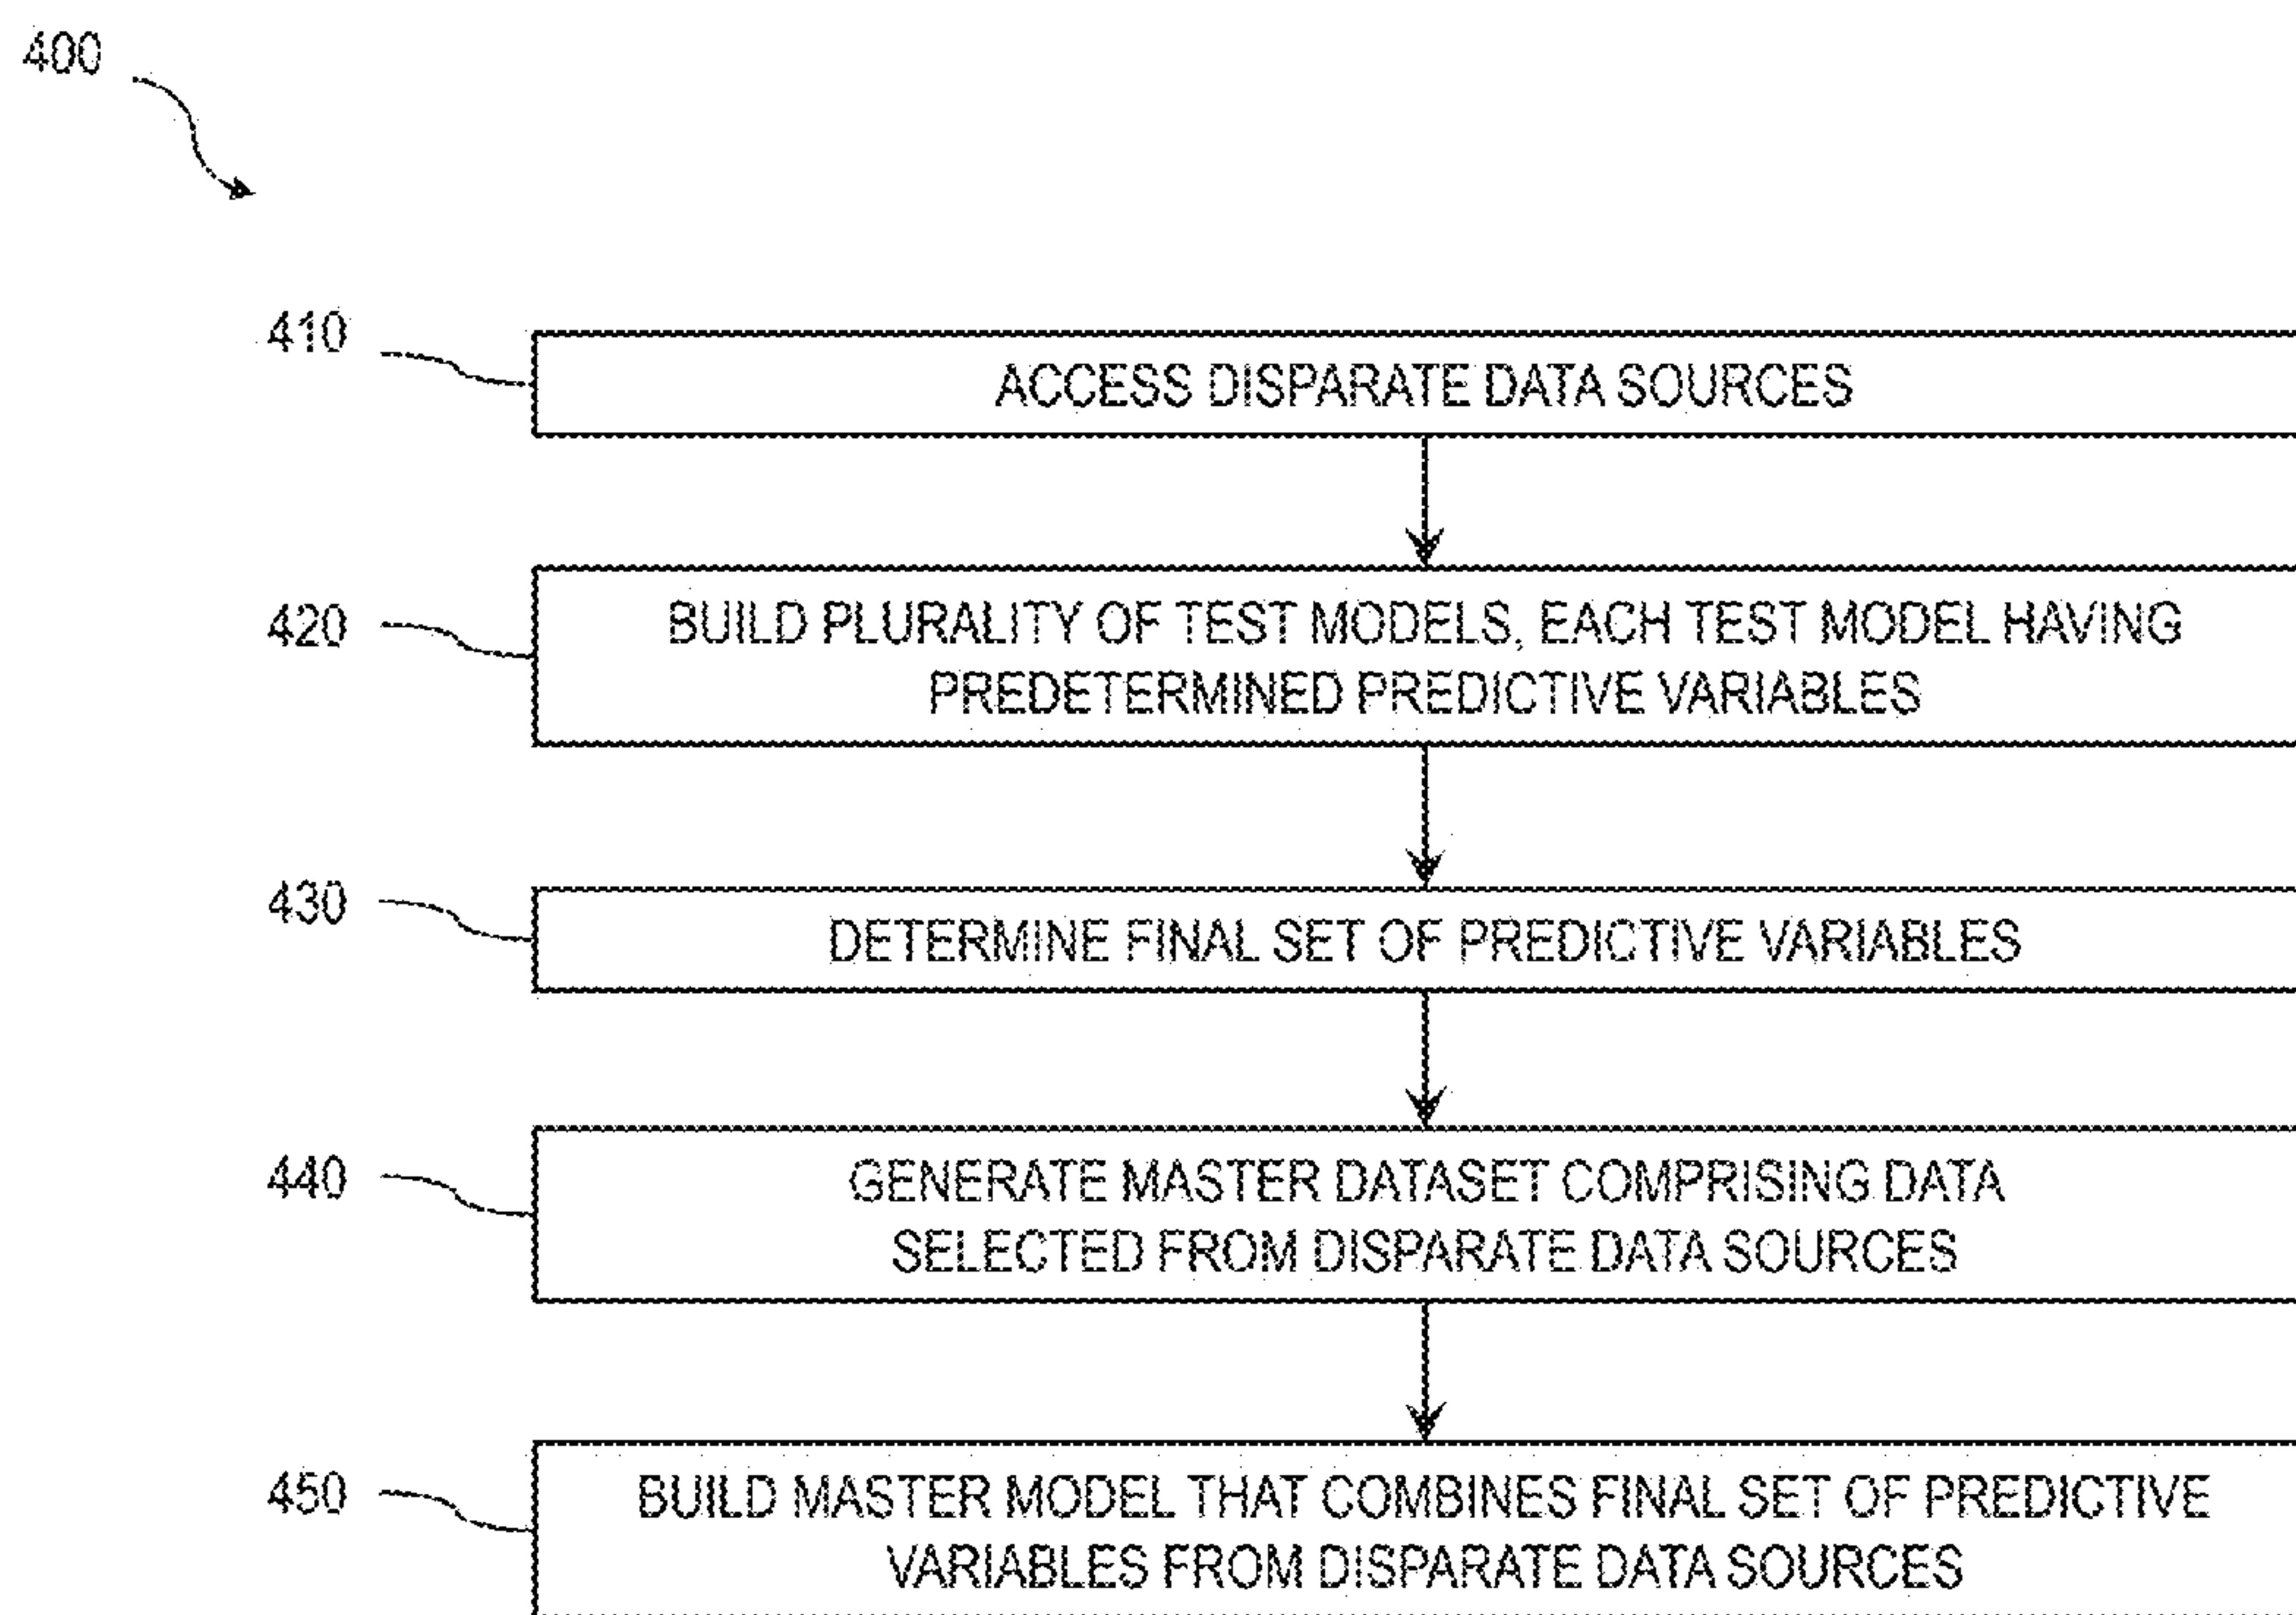 400
410
ACCESS DISPARATE DATA SOURCES
420
BUILD PLURALITY OF TEST MODELS, EACH TEST MODEL HAVING
PREDETERMINED PREDICTIVE VARIABLES
430
DETERMINE FINAL SET OF PREDICTIVE VARIABLES
440
GENERATE MASTER DATASET COMPRISING DATA
SELECTED FROM DISPARATE DATA SOURCES
450
BUILD MASTER MODEL THAT COMBINES FINAL SET OF PREDICTIVE
VARIABLES FROM DISPARATE DATA SOURCES